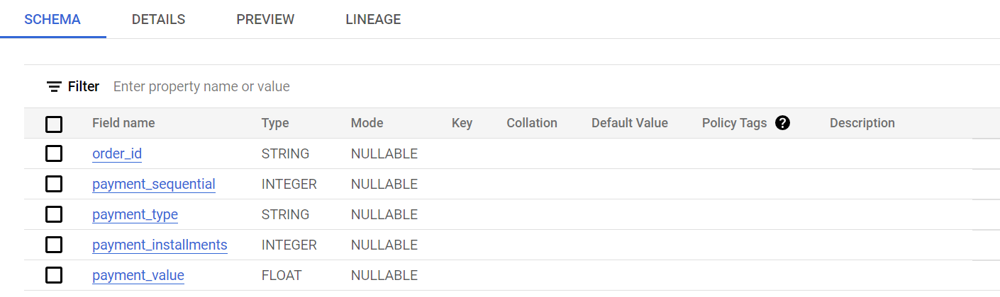 SCHEMA DETAILS PREVIEW LINEAGE
Filter Enter property name or value
Field name Type Mode Key Collation Default Value Policy Tags ? Description
order_id STRING NULLABLE
payment_sequential INTEGER NULLABLE
payment_type STRING NULLABLE
payment_installments INTEGER NULLABLE
payment_value FLOAT NULLABLE